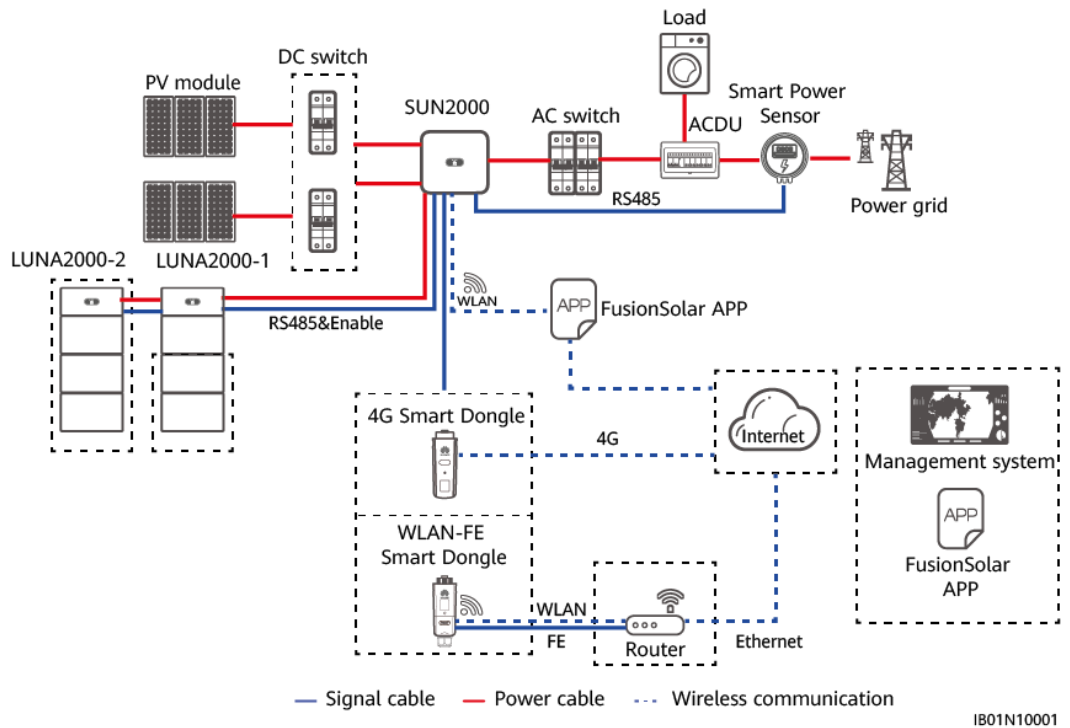 Load
DC switch
PV module
SUN2000
AC switch
ACDU
Smart Power
Sensor
RS485
Power grid
LUNA2000-2
LUNA2000-1
RS485&Enable
WLAN
APP
FusionSolar APP
4G Smart Dongle
4G
Internet
Management system
APP
FusionSolar
APP
WLAN-FE
Smart Dongle
WLAN
FE
Router
Ethernet
Signal cable
Power cable
Wireless communication
IB01N10001